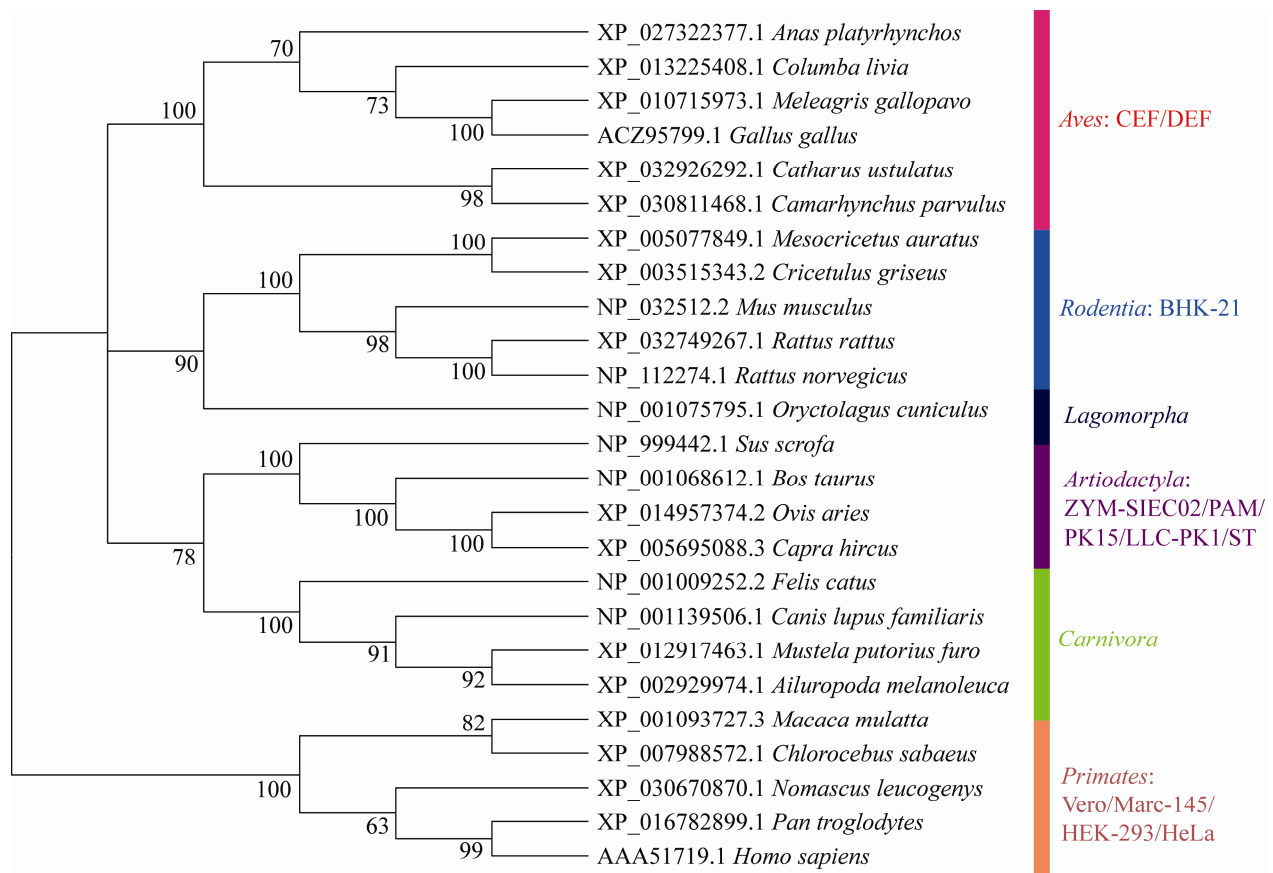 70
XP_027322377.1 Anas platyrhynchos
XP_013225408.1 Columba livia
100
73
XP_010715973.1 Meleagris gallopavo
100
ACZ95799.1 Gallus gallus
Aves: CEF/DEF
XP_032926292.1 Catharus ustulatus
98
XP_030811468.1 Camarhynchus parvulus
100
XP_005077849.1 Mesocricetus auratus
100
XP_003515343.2 Cricetulus griseus
NP_032512.2 Mus musculus
Rodentia: BHK-21
98
XP_032749267.1 Rattus rattus
90
100
NP_112274.1 Rattus norvegicus
NP_001075795.1 Oryctolagus cuniculus
Lagomorpha
100
NP_999442.1 Sus scrofa
NP_001068612.1 Bos taurus
Artiodactyla:
ZYM-SIEC02/PAM/
PK15/LLC-PK1/ST
100
XP_014957374.2 Ovis aries
100
XP_005695088.3 Capra hircus
78
NP_001009252.2 Felis catus
100
NP_001139506.1 Canis lupus familiaris
Carnivora
91
XP_012917463.1 Mustela putorius furo
92
XP_002929974.1 Ailuropoda melanoleuca
82
XP_001093727.3 Macaca mulatta
XP_007988572.1 Chlorocebus sabaeus
100
XP_030670870.1 Nomascus leucogenys
Primates:
Vero/Marc-145/
HEK-293/HeLa
63
XP_016782899.1 Pan troglodytes
99
AAA51719.1 Homo sapiens